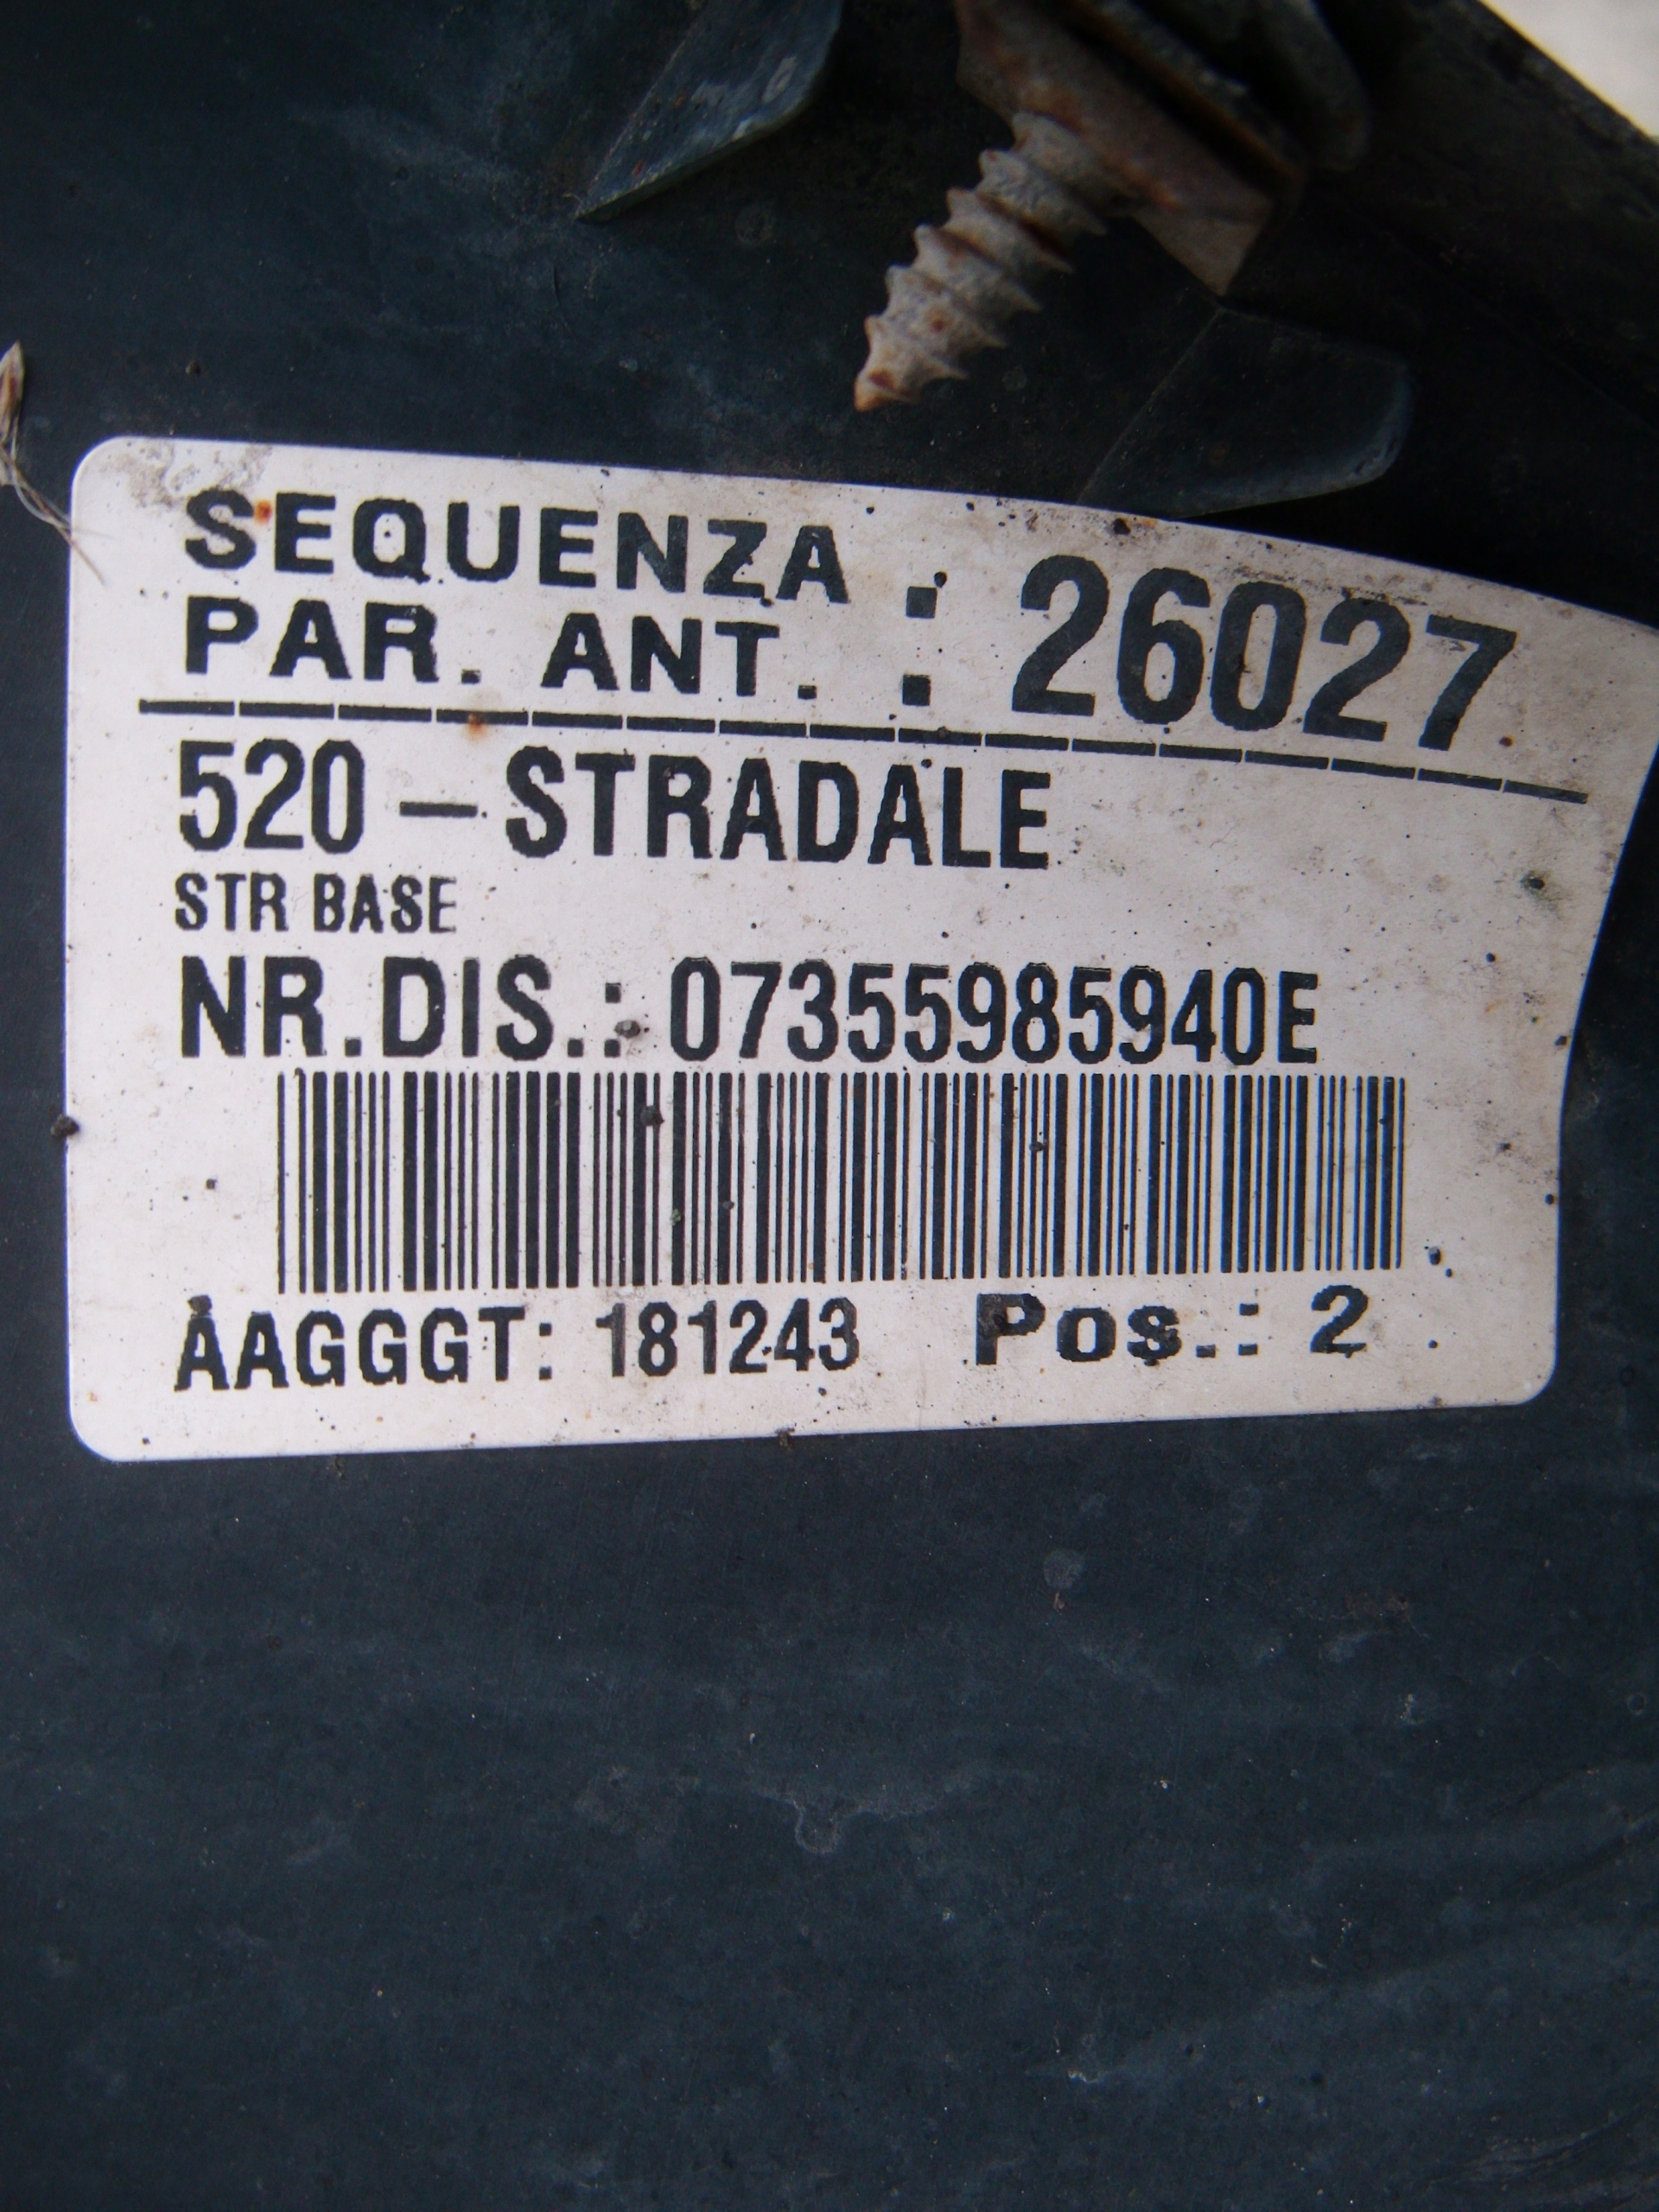 SEQUENZA :
PAR. ANT. : 26027
520 – STRADALE
STR BASE
NR.DIS.: 07355985940E
AAGGGT: 181243 Pos.: 2